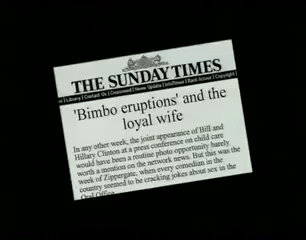 THE SUNDAY TIMES
| Library | Contact Us | Crossword | News Update | InfoTimes | Back Issues | Copyright |
'Bimbo eruptions' and the
loyal wife
In any other week, the joint appearance of Bill and
Hillary Clinton at a press conference on child care
would have been a routine photo opportunity barely
worth a mention on the network news. But this was the
week of Zippergate, when every comedian in the
country seemed to be cracking jokes about sex in the
Oval Office